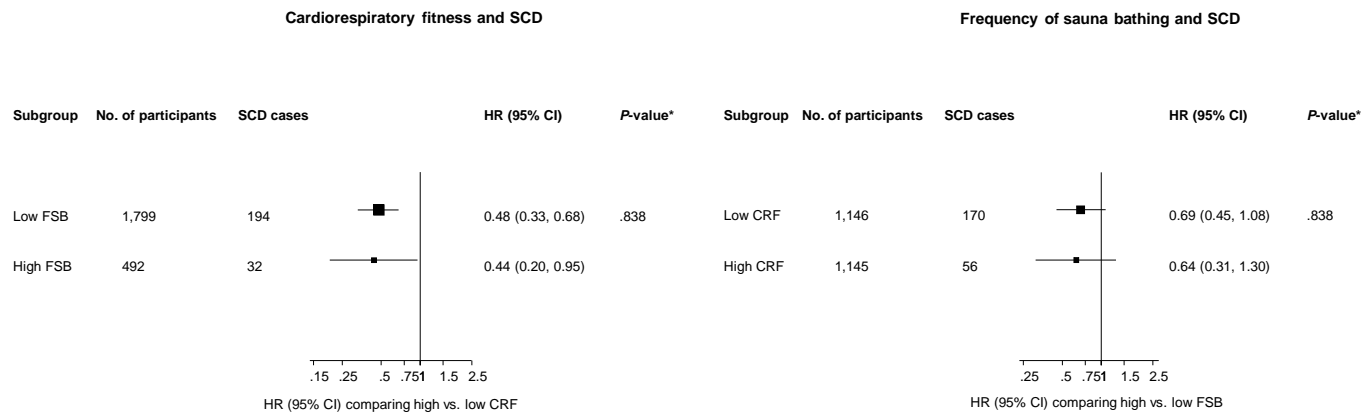 Cardiorespiratory fitness and SCD
Subgroup No. of participants SCD cases HR (95% CI) P-value*
Low FSB 1,799 194 0.48 (0.33, 0.68) .838
High FSB 492 32 0.44 (0.20, 0.95)
.15 .25 .5 .75 1 1.5 2.5
HR (95% CI) comparing high vs. low CRF
Frequency of sauna bathing and SCD
Subgroup No. of participants SCD cases HR (95% CI) P-value*
Low CRF 1,146 170 0.69 (0.45, 1.08) .838
High CRF 1,145 56 0.64 (0.31, 1.30)
.25 .5 .75 1 1.5 2.5
HR (95% CI) comparing high vs. low FSB